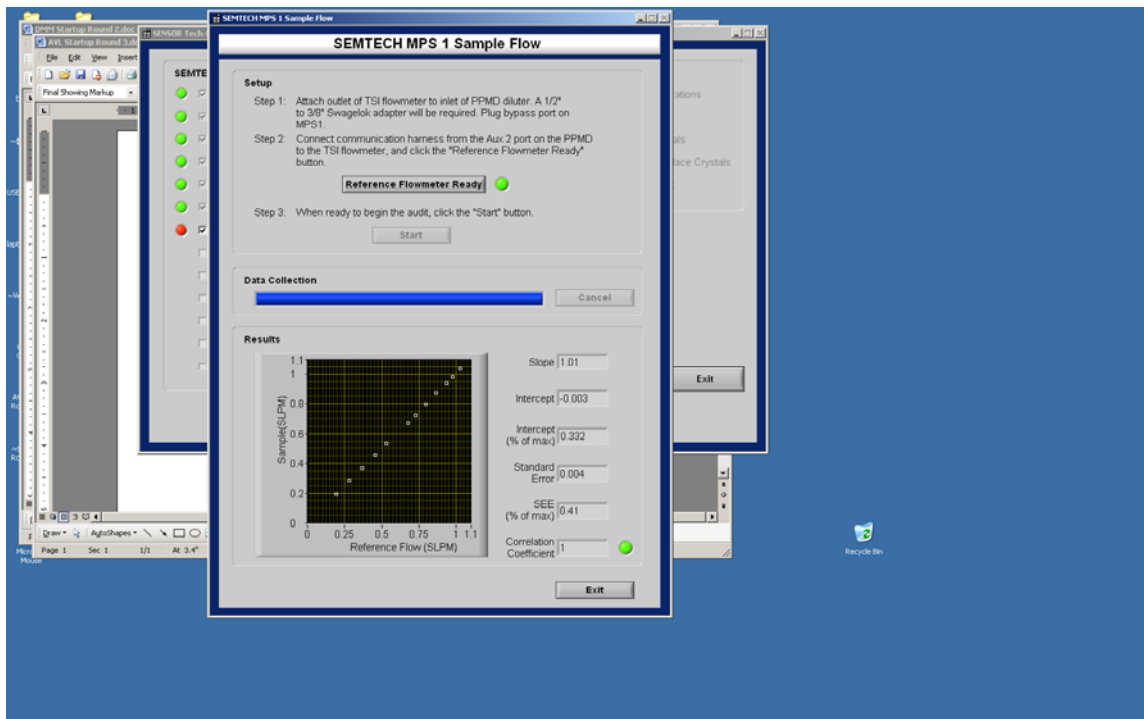 DMM Startup Round 2.doc
AVL Startup Round 3.d
SENSOR Tech-
SEMTECH MPS 1 Sample Flow
File Edit View Insert
Final Showing Markup
SEMTE
SEMTECH MPS 1 Sample Flow
Setup
Step 1: Attach outlet of TSI flowmeter to inlet of PPMD diluter. A 1/2"
to 3/8" Swagelok adapter will be required. Plug bypass port on
MPS1.
Step 2: Connect communication harness from the Aux 2 port on the PPMD
to the TSI flowmeter, and click the "Reference Flowmeter Ready"
button.
Reference Flowmeter Ready
Step 3: When ready to begin the audit, click the "Start" button.
Start
Data Collection
Cancel
Results
1.1
1
0.8
0.6
0.4
0.2
0
Sample(SLPM)
0 0.25 0.5 0.75 1 1.1
Reference Flow (SLPM)
Slope 1.01
Intercept -0.003
Intercept
(% of max) 0.332
Standard
Error 0.004
SEE
(% of max) 0.41
Correlation
Coefficient 1
Exit
ations
als
lace Crystals
Exit
Draw AutoShapes
Page 1 Sec 1 1/1 At 3.4"
Mouse
Recycle Bin